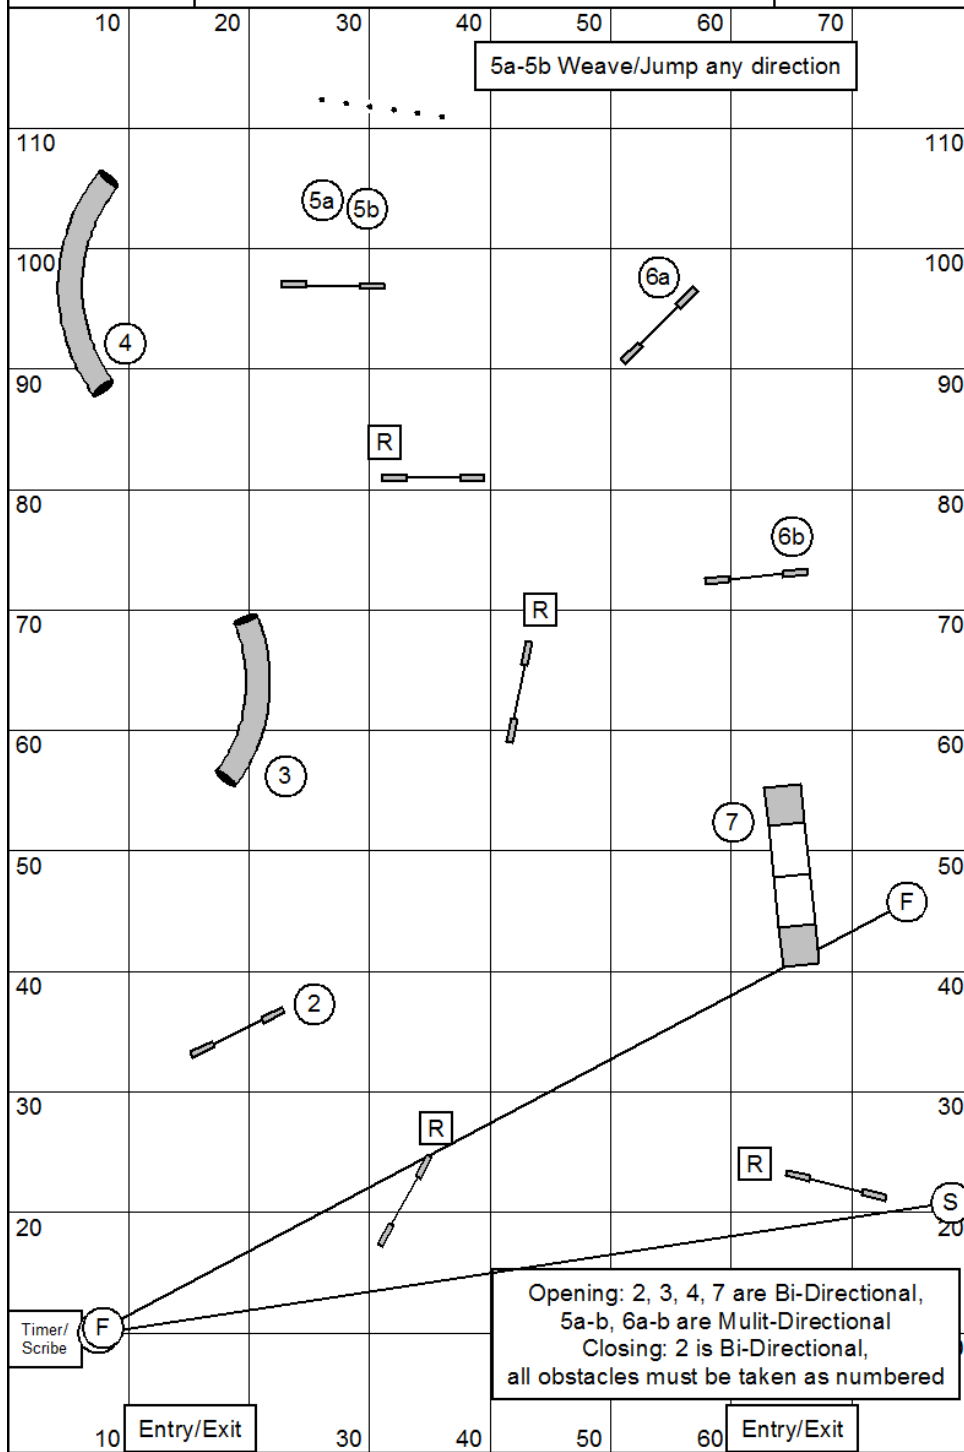 10 20 30 40 50 60 70
5a-5b Weave/Jump any direction
110 110
5a 5b
100 6a 100
4
90 90
R
80 80
6b
70 R 70
60 60
3
7
50 50
F
40 40
2
30 30
R
R
S
20 20
Opening: 2, 3, 4, 7 are Bi-Directional,
5a-b, 6a-b are Mulit-Directional
Closing: 2 is Bi-Directional,
all obstacles must be taken as numbered
Timer/
Scribe
F
Entry/Exit Entry/Exit
10 30 40 50 60 70